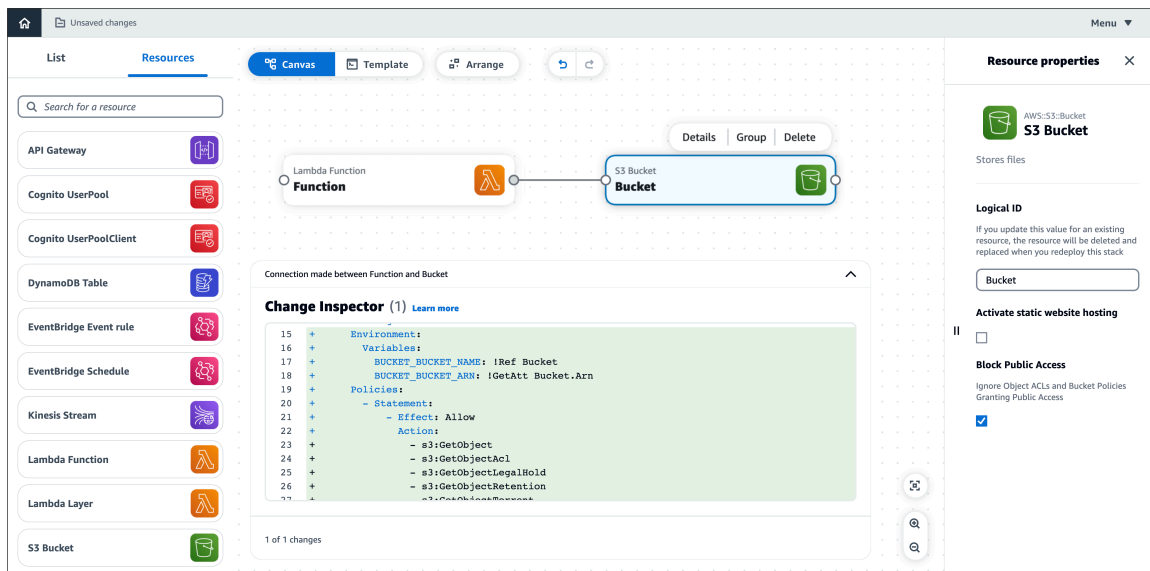 Unsaved changes
Menu ▼
List
Resources
Search for a resource
API Gateway
Cognito UserPool
Cognito UserPoolClient
DynamoDB Table
EventBridge Event rule
EventBridge Schedule
Kinesis Stream
Lambda Function
Lambda Layer
S3 Bucket
Canvas
Template
Arrange
Details
Group
Delete
Lambda Function
Function
S3 Bucket
Bucket
Connection made between Function and Bucket
Change Inspector (1) Learn more
15 + Environment:
16 + Variables:
17 + BUCKET_BUCKET_NAME: !Ref Bucket
18 + BUCKET_BUCKET_ARN: !GetAtt Bucket.Arn
19 + Policies:
20 + - Statement:
21 + - Effect: Allow
22 + Action:
23 + - s3:GetObject
24 + - s3:GetObjectAcl
25 + - s3:GetObjectLegalHold
26 + - s3:GetObjectRetention
27 + - s3:GetObjectTorrent
1 of 1 changes
Resource properties
AWS::S3::Bucket
S3 Bucket
Stores files
Logical ID
If you update this value for an existing
resource, the resource will be deleted and
replaced when you redeploy this stack
Bucket
Activate static website hosting
Block Public Access
Ignore Object ACLs and Bucket Policies
Granting Public Access